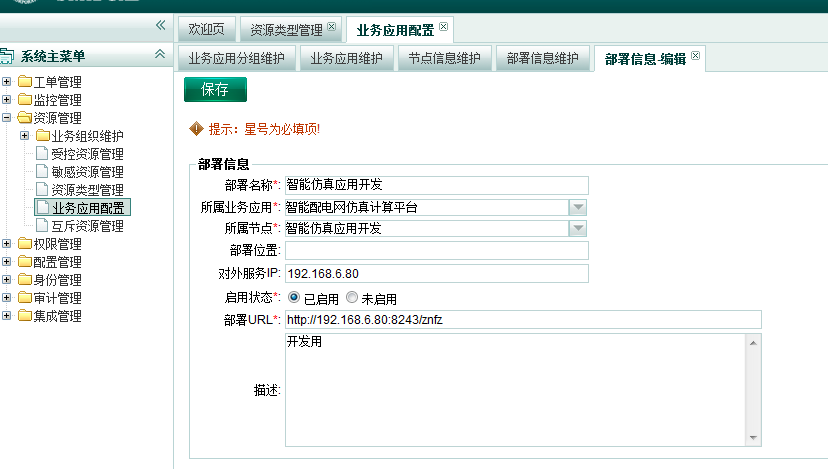 欢迎页
资源类型管理
业务应用配置
系统主菜单
业务应用分组维护
业务应用维护
节点信息维护
部署信息维护
部署信息-编辑
工单管理
监控管理
资源管理
业务组织维护
受控资源管理
敏感资源管理
资源类型管理
业务应用配置
互斥资源管理
权限管理
配置管理
身份管理
审计管理
集成管理
保存
提示：星号为必填项!
部署信息
部署名称*: 智能仿真应用开发
所属业务应用*: 智能配电网仿真计算平台
所属节点*: 智能仿真应用开发
部署位置:
对外服务IP: 192.168.6.80
启用状态*: 已启用 未启用
部署URL*: http://192.168.6.80:8243/znfz
描述: 开发用